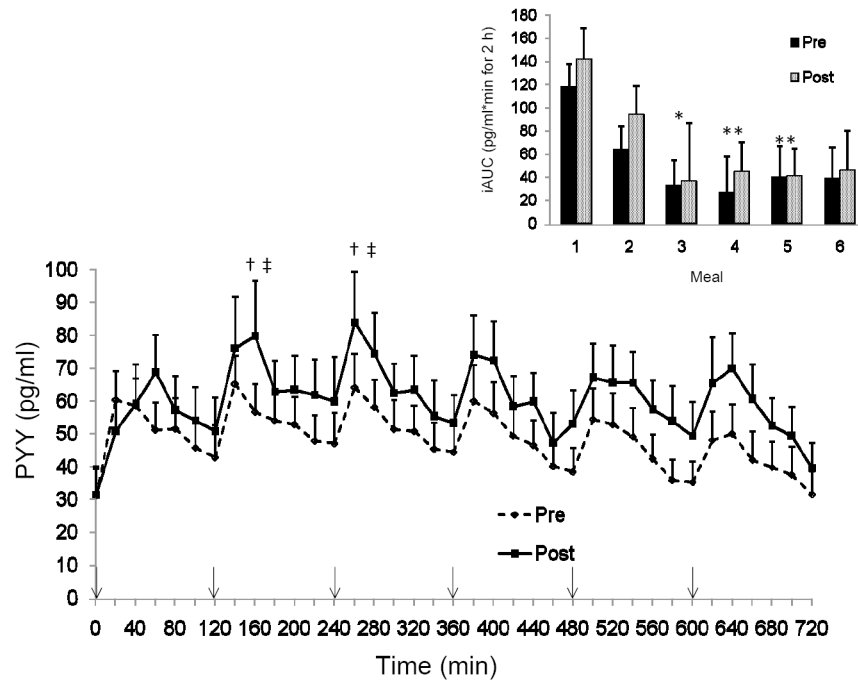 180
160
140
120
100
80
60
40
20
0
iAUC (pg/ml*min for 2 h)
Pre
Post
*
**
**
1 2 3 4 5 6
Meal
† ‡
† ‡
100
90
80
70
60
50
40
30
20
10
0
PYY (pg/ml)
Pre
Post
0 40 80 120 160 200 240 280 320 360 400 440 480 520 560 600 640 680 720
Time (min)